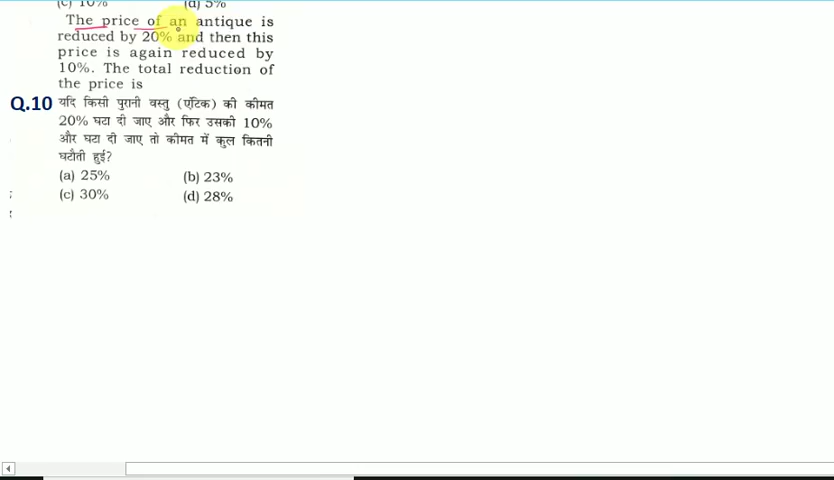 (c) 10% (d) 5%
The price of an antique is
reduced by 20% and then this
price is again reduced by
10%. The total reduction of
the price is
Q.10 यदि किसी पुरानी वस्तु (एंटिक) की कीमत
20% घटा दी जाए और फिर उसकी 10%
और घटा दी जाए तो कीमत में कुल कितनी
घटौती हुई?
(a) 25% (b) 23%
(c) 30% (d) 28%